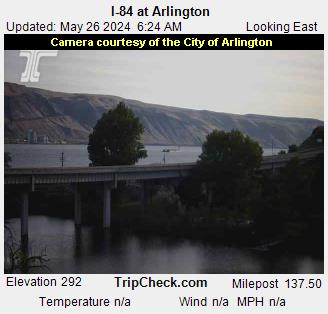 I-84 at Arlington
Updated: May 26 2024 6:24 AM Looking East
Camera courtesy of the City of Arlington
Elevation 292 TripCheck.com Milepost 137.50
Temperature n/a Wind n/a MPH n/a